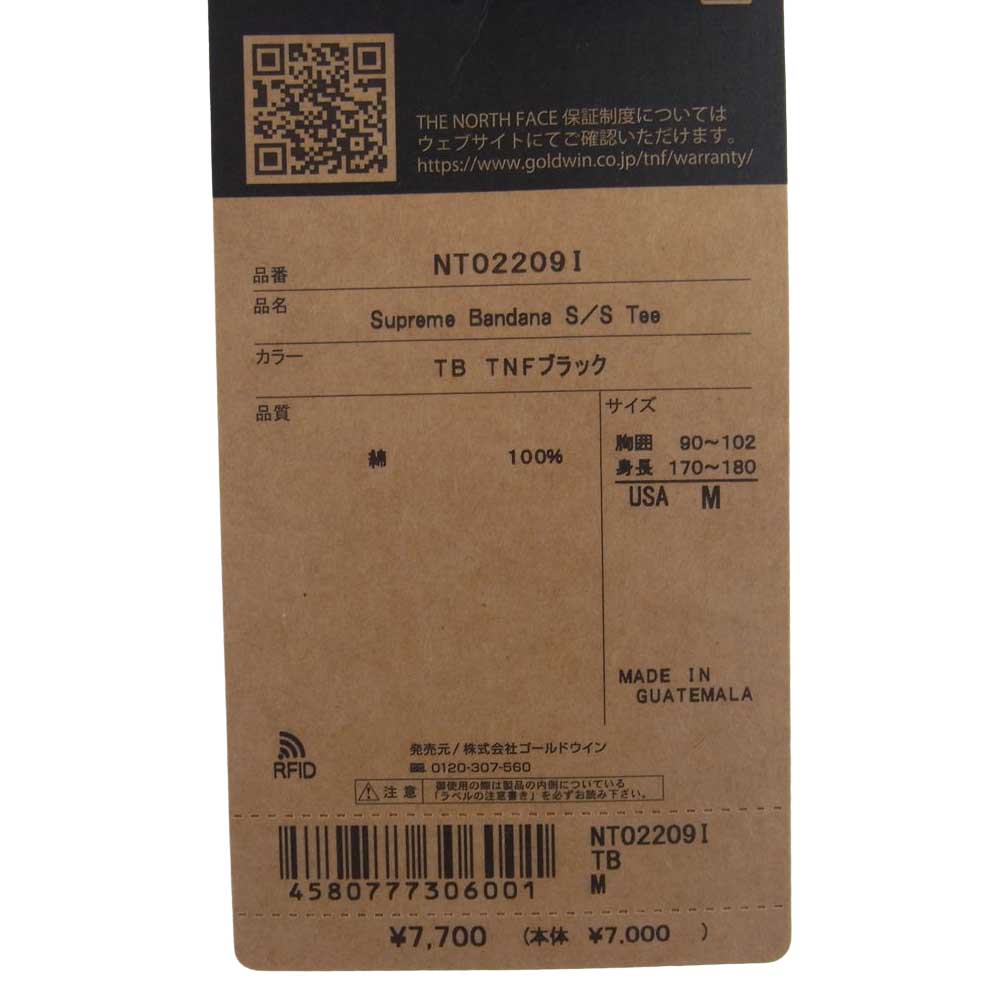 THE NORTH FACE 保証制度については
ウェブサイトにてご確認いただけます。
https://www.goldwin.co.jp/tnf/warranty/
品番 NT02209I
品名 Supreme Bandana S/S Tee
カラー TB TNFブラック
品質
綿 100%
サイズ
胸囲 90～102
身長 170～180
USA M
MADE IN
GUATEMALA
RFID
発売元/株式会社ゴールドウイン
0120-307-560
注意 御使用の際は製品の内側についている
「ラベルの注意書き」を必ずお読み下さい。
4580777306001
NT02209I
TB
M
¥7,700 (本体 ¥7,000 )